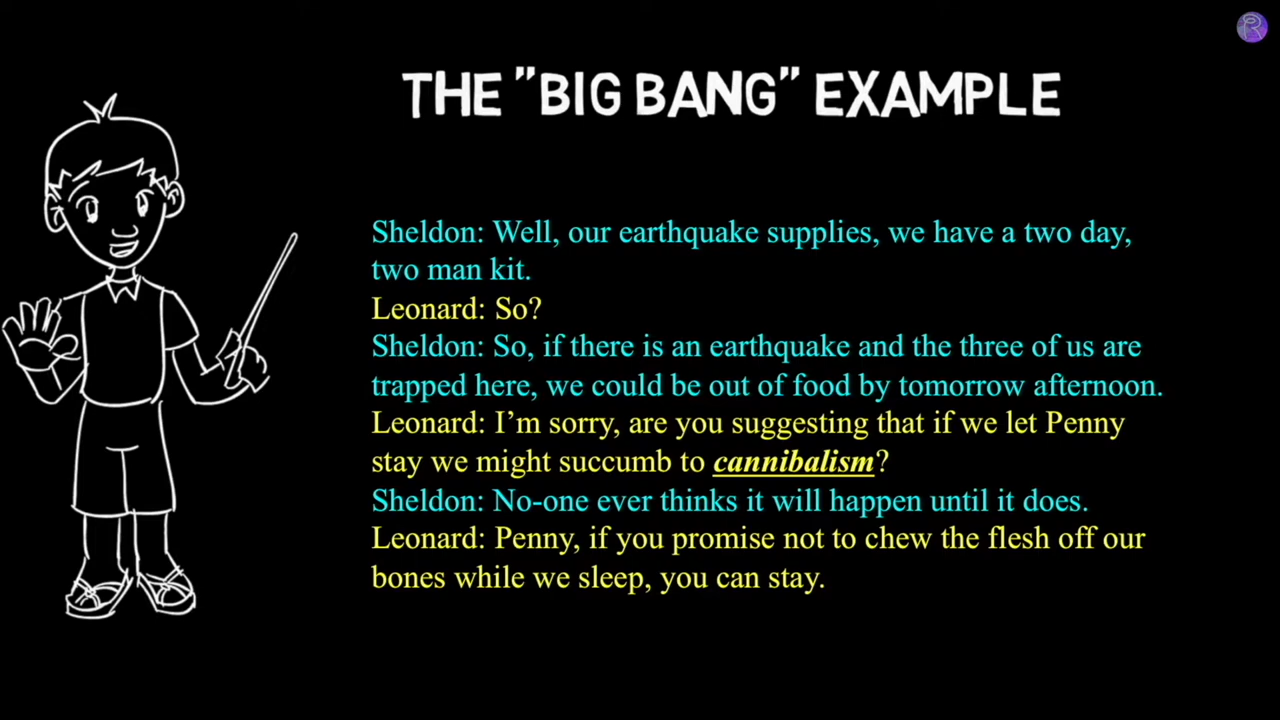 THE "BIG BANG" EXAMPLE
Sheldon: Well, our earthquake supplies, we have a two day,
two man kit.
Leonard: So?
Sheldon: So, if there is an earthquake and the three of us are
trapped here, we could be out of food by tomorrow afternoon.
Leonard: I’m sorry, are you suggesting that if we let Penny
stay we might succumb to cannibalism?
Sheldon: No-one ever thinks it will happen until it does.
Leonard: Penny, if you promise not to chew the flesh off our
bones while we sleep, you can stay.